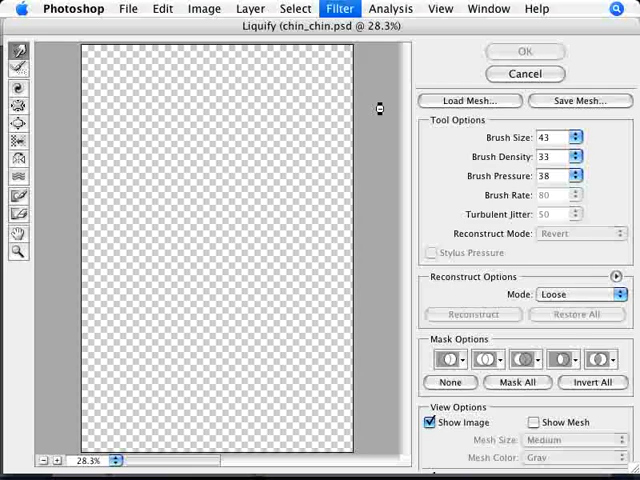 Photoshop File Edit Image Layer Select Filter Analysis View Window Help
Liquify (chin_chin.psd @ 28.3%)
OK
Cancel
Load Mesh... Save Mesh...
Tool Options
Brush Size: 43
Brush Density: 33
Brush Pressure: 38
Brush Rate: 80
Turbulent Jitter: 50
Reconstruct Mode: Revert
Stylus Pressure
Reconstruct Options
Mode: Loose
Reconstruct Restore All
Mask Options
None Mask All Invert All
View Options
Show Image Show Mesh
Mesh Size: Medium
Mesh Color: Gray
28.3%